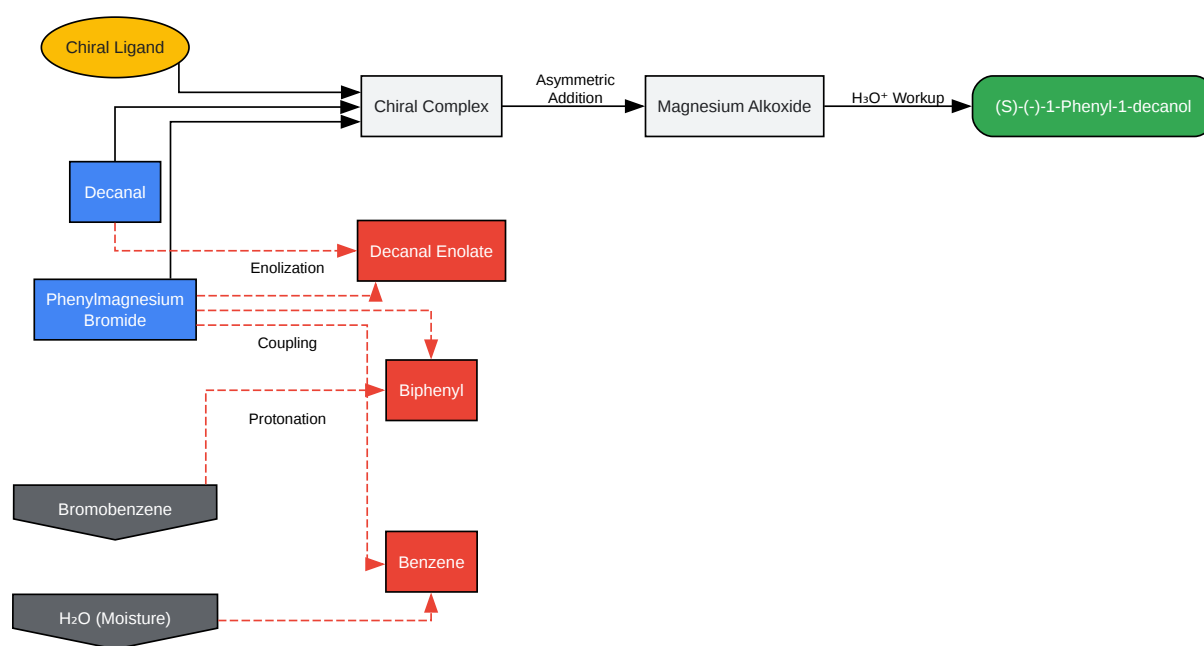 Chiral Ligand
Asymmetric
Addition
Chiral Complex
Magnesium Alkoxide
H₃O⁺ Workup
(S)-(-)-1-Phenyl-1-decanol
Decanal
Decanal Enolate
Enolization
Phenylmagnesium
Bromide
Coupling
Biphenyl
Protonation
Bromobenzene
Benzene
H₂O (Moisture)